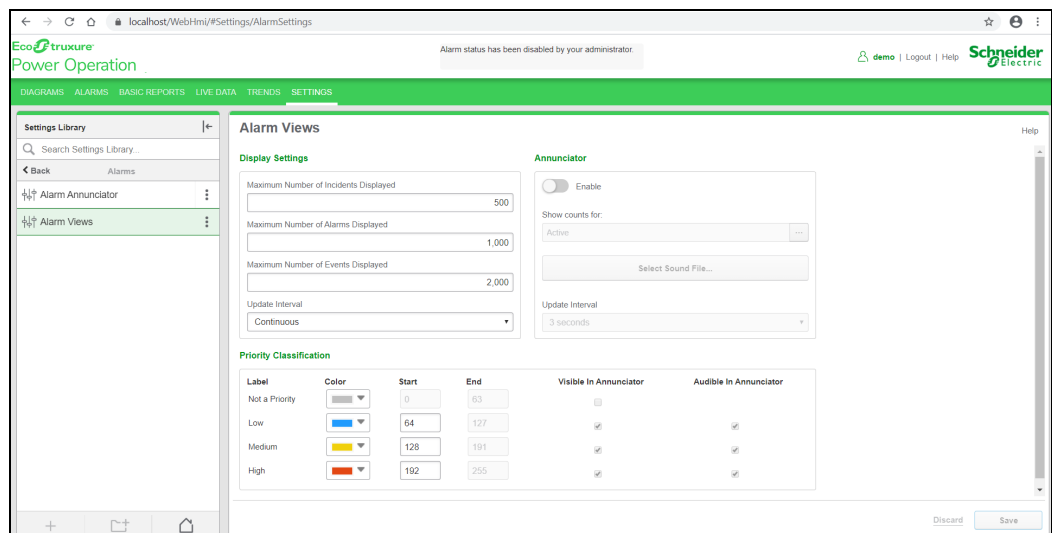 localhost/WebHmi/#Settings/AlarmSettings
EcoStruxure
Power Operation
Alarm status has been disabled by your administrator.
demo | Logout | Help
Schneider
Electric
DIAGRAMS ALARMS BASIC REPORTS LIVE DATA TRENDS SETTINGS
Settings Library
Search Settings Library...
Back Alarms
Alarm Annunciator
Alarm Views
Alarm Views
Help
Display Settings
Maximum Number of Incidents Displayed
500
Maximum Number of Alarms Displayed
1,000
Maximum Number of Events Displayed
2,000
Update Interval
Continuous
Annunciator
Enable
Show counts for:
Active ...
Select Sound File...
Update Interval
3 seconds
Priority Classification
Label Color Start End Visible In Annunciator Audible In Annunciator
Not a Priority 0 63
Low 64 127
Medium 128 191
High 192 255
Discard Save